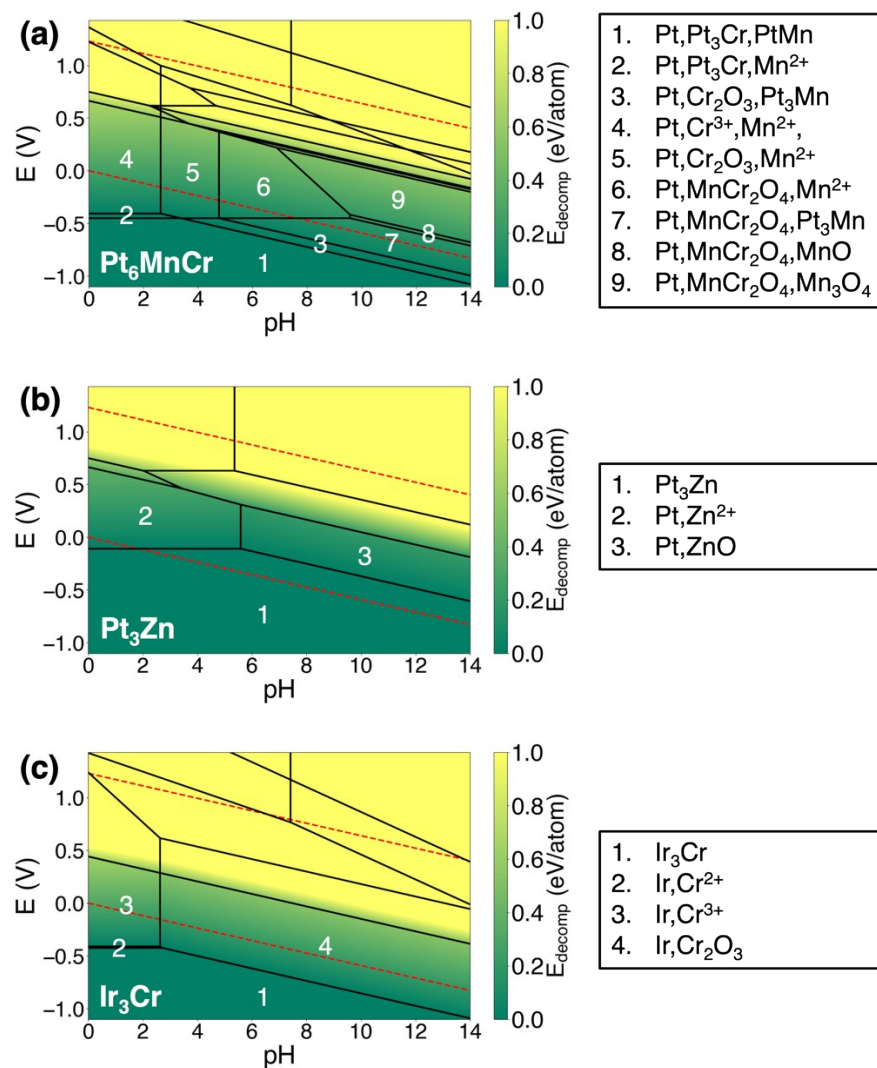 (a)
E (V)
1.0
0.5
0.0
−0.5
−1.0
4
5
6
9
2
3
7
8
1
Pt₆MnCr
0 2 4 6 8 10 12 14
pH
1.0
0.8
0.6
0.4
0.2
0.0
E_decomp (eV/atom)
1. Pt,Pt₃Cr,PtMn
2. Pt,Pt₃Cr,Mn²⁺
3. Pt,Cr₂O₃,Pt₃Mn
4. Pt,Cr³⁺,Mn²⁺,
5. Pt,Cr₂O₃,Mn²⁺
6. Pt,MnCr₂O₄,Mn²⁺
7. Pt,MnCr₂O₄,Pt₃Mn
8. Pt,MnCr₂O₄,MnO
9. Pt,MnCr₂O₄,Mn₃O₄
(b)
E (V)
1.0
0.5
0.0
−0.5
−1.0
2
3
1
Pt₃Zn
0 2 4 6 8 10 12 14
pH
1.0
0.8
0.6
0.4
0.2
0.0
E_decomp (eV/atom)
1. Pt₃Zn
2. Pt,Zn²⁺
3. Pt,ZnO
(c)
E (V)
1.0
0.5
0.0
−0.5
−1.0
3
2
4
1
Ir₃Cr
0 2 4 6 8 10 12 14
pH
1.0
0.8
0.6
0.4
0.2
0.0
E_decomp (eV/atom)
1. Ir₃Cr
2. Ir,Cr²⁺
3. Ir,Cr³⁺
4. Ir,Cr₂O₃